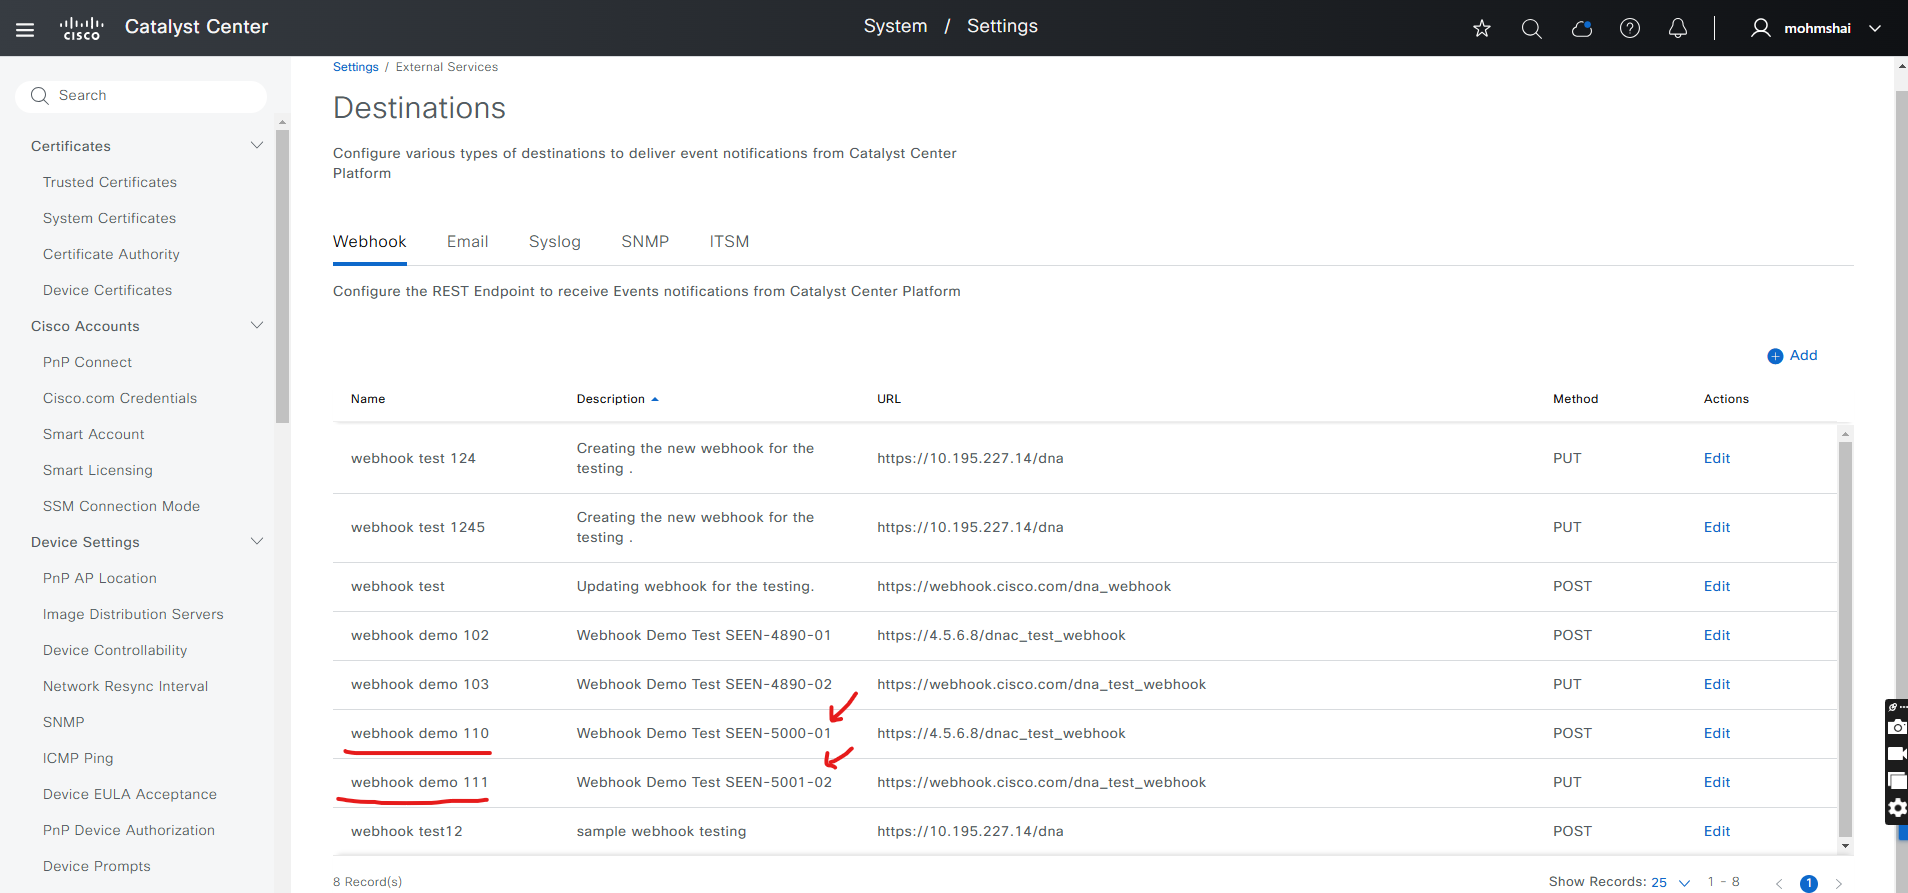 cisco
Catalyst Center
System / Settings
mohmshai
Search
Certificates
Trusted Certificates
System Certificates
Certificate Authority
Device Certificates
Cisco Accounts
PnP Connect
Cisco.com Credentials
Smart Account
Smart Licensing
SSM Connection Mode
Device Settings
PnP AP Location
Image Distribution Servers
Device Controllability
Network Resync Interval
SNMP
ICMP Ping
Device EULA Acceptance
PnP Device Authorization
Device Prompts
Settings / External Services
Destinations
Configure various types of destinations to deliver event notifications from Catalyst Center
Platform
Webhook Email Syslog SNMP ITSM
Configure the REST Endpoint to receive Events notifications from Catalyst Center Platform
Add
Name Description URL Method Actions
webhook test 124 Creating the new webhook for the testing . https://10.195.227.14/dna PUT Edit
webhook test 1245 Creating the new webhook for the testing . https://10.195.227.14/dna PUT Edit
webhook test Updating webhook for the testing. https://webhook.cisco.com/dna_webhook POST Edit
webhook demo 102 Webhook Demo Test SEEN-4890-01 https://4.5.6.8/dnac_test_webhook POST Edit
webhook demo 103 Webhook Demo Test SEEN-4890-02 https://webhook.cisco.com/dna_test_webhook PUT Edit
webhook demo 110 Webhook Demo Test SEEN-5000-01 https://4.5.6.8/dnac_test_webhook POST Edit
webhook demo 111 Webhook Demo Test SEEN-5001-02 https://webhook.cisco.com/dna_test_webhook PUT Edit
webhook test12 sample webhook testing https://10.195.227.14/dna POST Edit
8 Record(s)
Show Records: 25 1 - 8 1